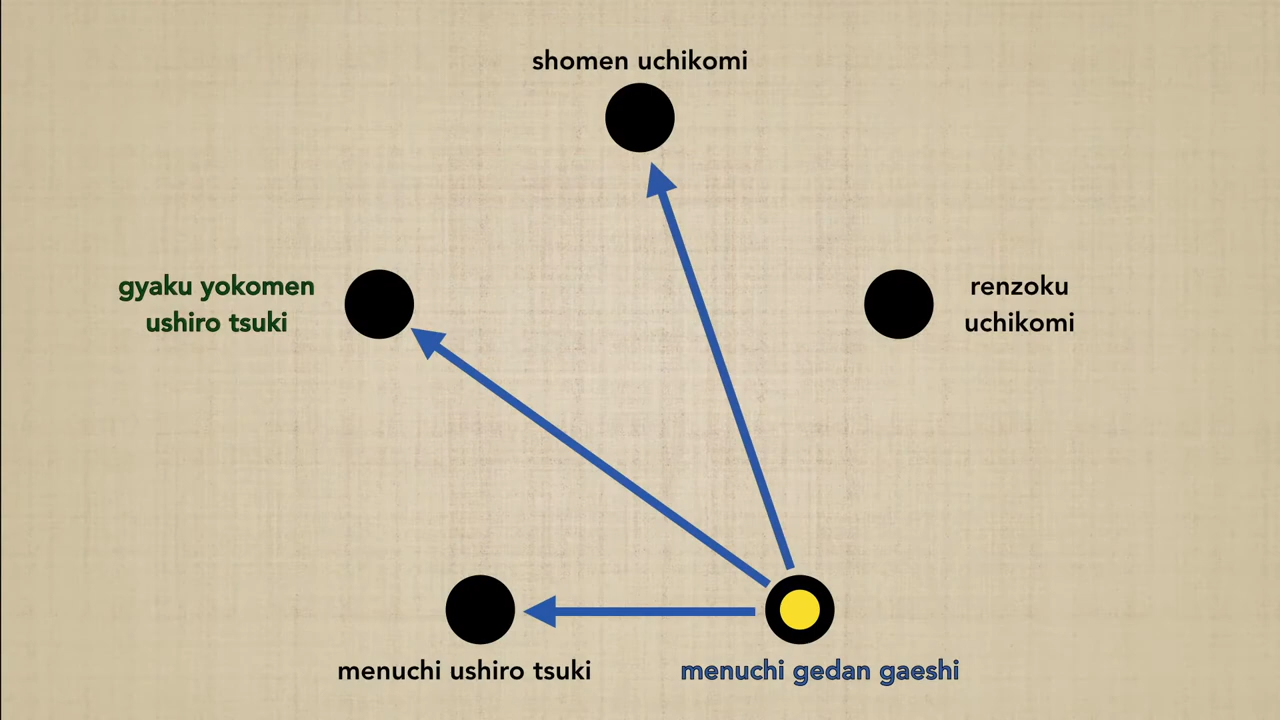 shomen uchikomi
gyaku yokomen
ushiro tsuki
renzoku
uchikomi
menuchi ushiro tsuki
menuchi gedan gaeshi